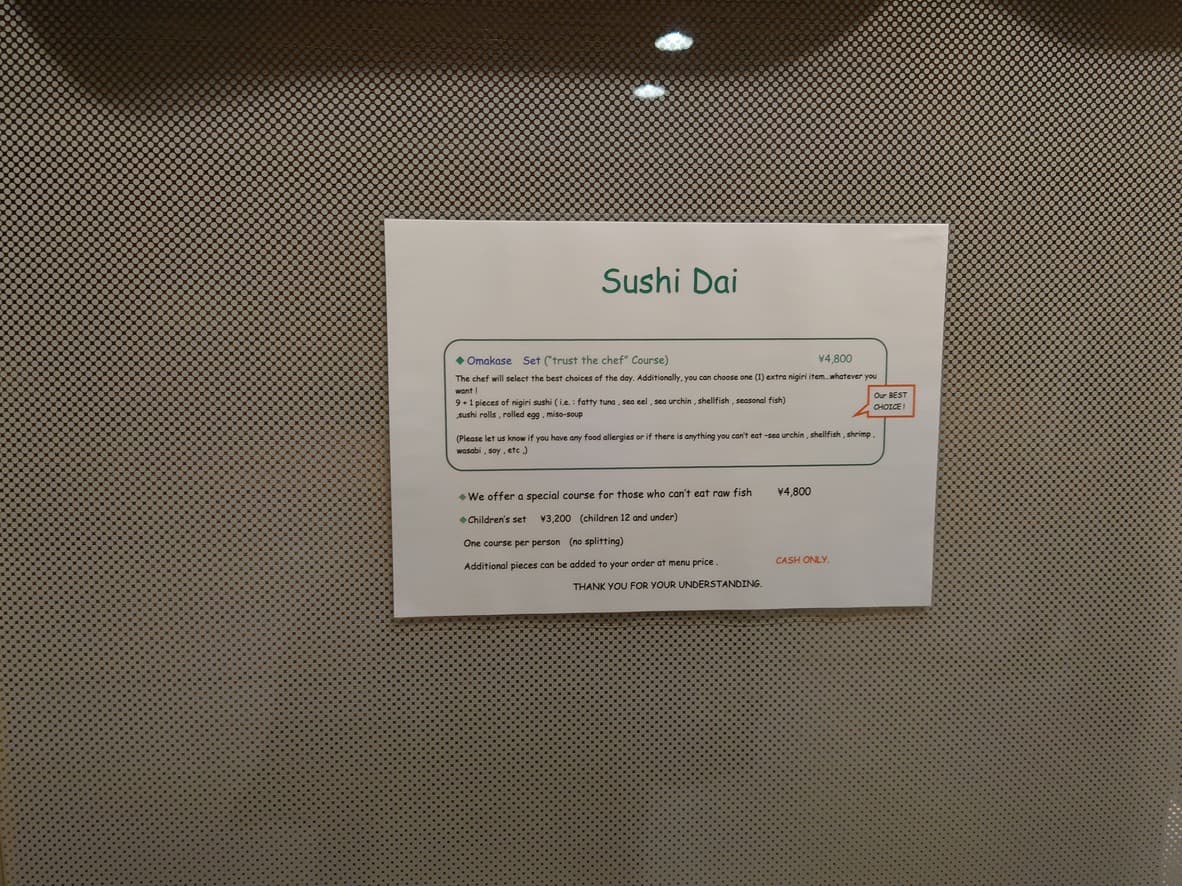 Sushi Dai
◆ Omakase Set ("trust the chef" Course) ¥4,800
The chef will select the best choices of the day. Additionally, you can choose one (1) extra nigiri item...whatever you
want !
9 + 1 pieces of nigiri sushi ( i.e. : fatty tuna , sea eel , sea urchin , shellfish , seasonal fish)
,sushi rolls , rolled egg , miso-soup
Our BEST
CHOICE !
(Please let us know if you have any food allergies or if there is anything you can't eat -sea urchin , shellfish , shrimp ,
wasabi , soy , etc ,)
◆We offer a special course for those who can't eat raw fish ¥4,800
◆Children's set ¥3,200 (children 12 and under)
One course per person (no splitting)
Additional pieces can be added to your order at menu price . CASH ONLY.
THANK YOU FOR YOUR UNDERSTANDING.